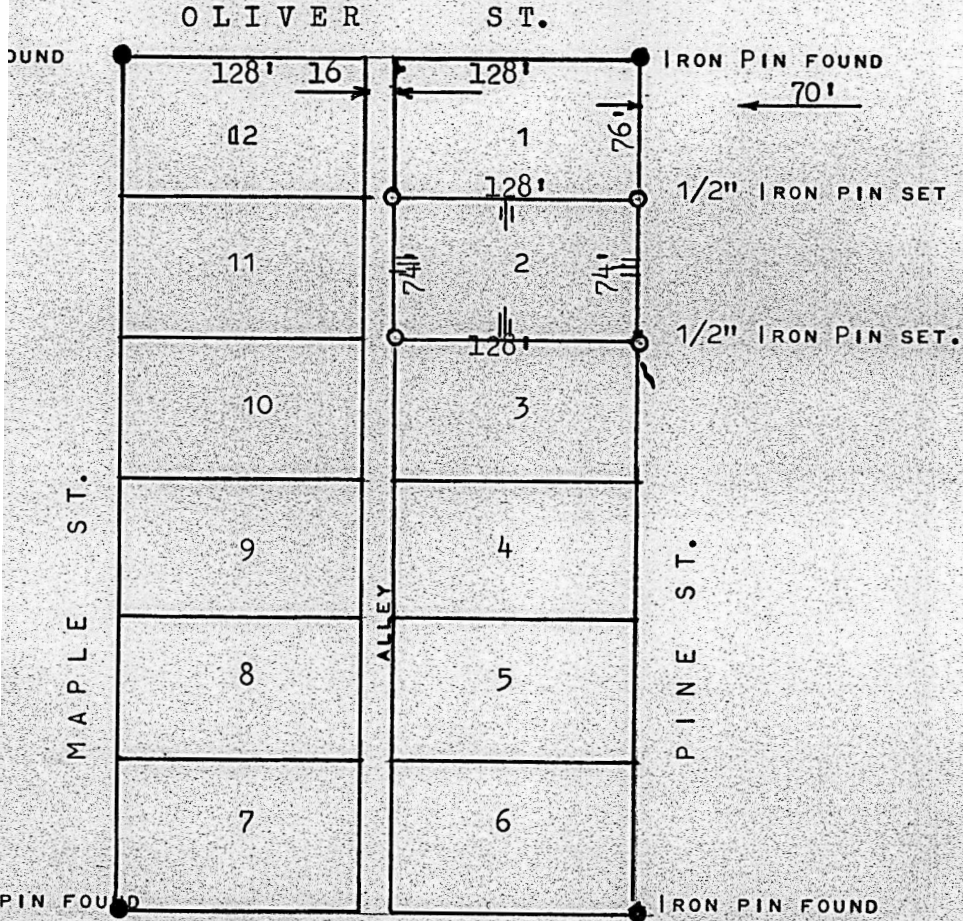 OLIVER ST.
OUND
IRON PIN FOUND
128' 16 128'
70'
12
1
76'
128'
1/2" IRON PIN SET
11
74'
2
74'
128'
1/2" IRON PIN SET.
10
3
MAPLE ST.
9
4
PINE ST.
ALLEY
8
5
7
6
PIN FOUND
IRON PIN FOUND